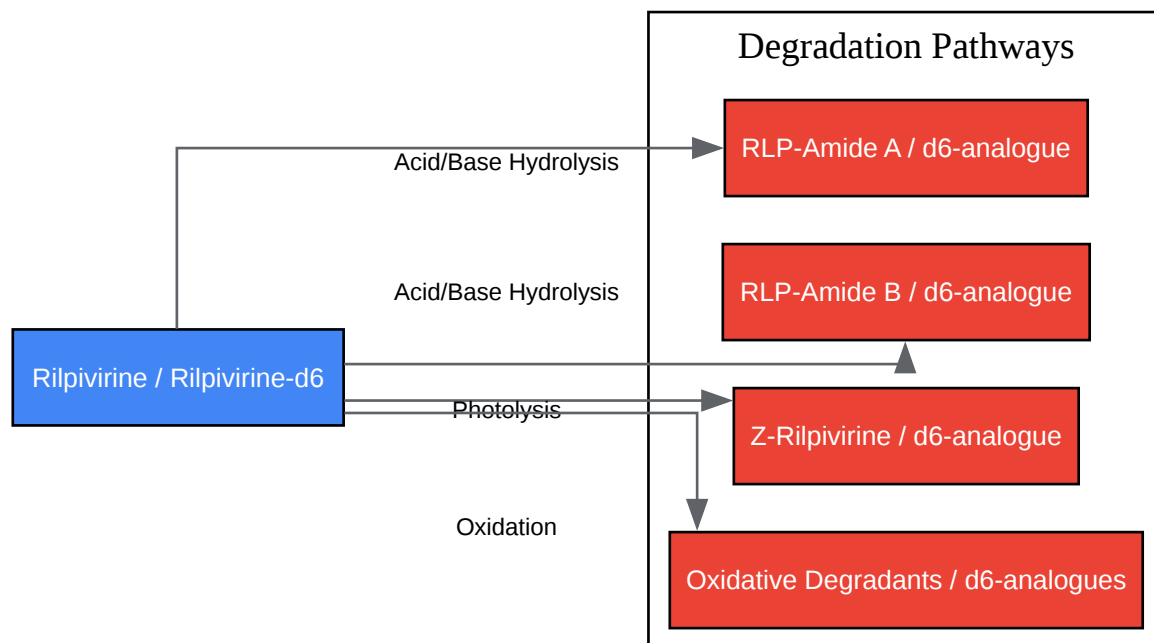 Degradation Pathways
RLP-Amide A / d6-analogue
Acid/Base Hydrolysis
RLP-Amide B / d6-analogue
Acid/Base Hydrolysis
Rilpivirine / Rilpivirine-d6
Photolysis
Z-Rilpivirine / d6-analogue
Oxidation
Oxidative Degradants / d6-analogues